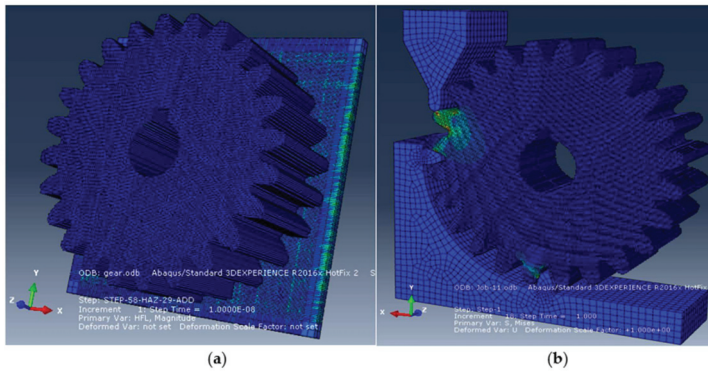 Y
Z
X
ODB: gear.odb Abaqus/Standard 3DEXPERIENCE R2016x HotFix 2 S
Step: STEP-58-HAZ-29-ADD
Increment 1: Step Time = 1.0000E-08
Primary Var: HFL, Magnitude
Deformed Var: not set Deformation Scale Factor: not set
(a)
Y
X
Z
ODB: Job-11.odb Abaqus/Standard 3DEXPERIENCE R2016x HotFix
Step: Step-1
Increment 10: Step Time = 1.000
Primary Var: S, Mises
Deformed Var: U Deformation Scale Factor: +1.000e+00
(b)